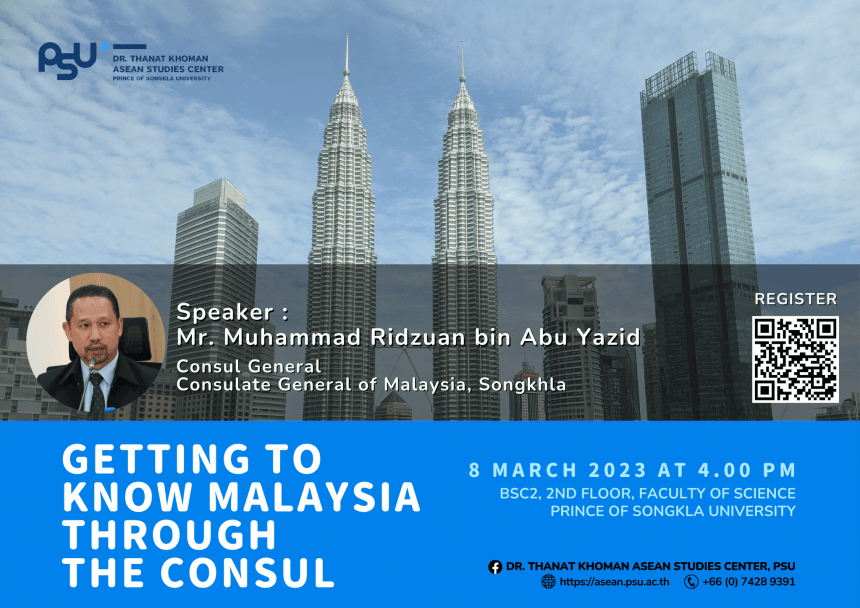 PSU
DR. THANAT KHOMAN
ASEAN STUDIES CENTER
PRINCE OF SONGKLA UNIVERSITY
Speaker :
Mr. Muhammad Ridzuan bin Abu Yazid
Consul General
Consulate General of Malaysia, Songkhla
REGISTER
GETTING TO
KNOW MALAYSIA
THROUGH
THE CONSUL
8 MARCH 2023 AT 4.00 PM
BSC2, 2ND FLOOR, FACULTY OF SCIENCE
PRINCE OF SONGKLA UNIVERSITY
DR. THANAT KHOMAN ASEAN STUDIES CENTER, PSU
https://asean.psu.ac.th +66 (0) 7428 9391